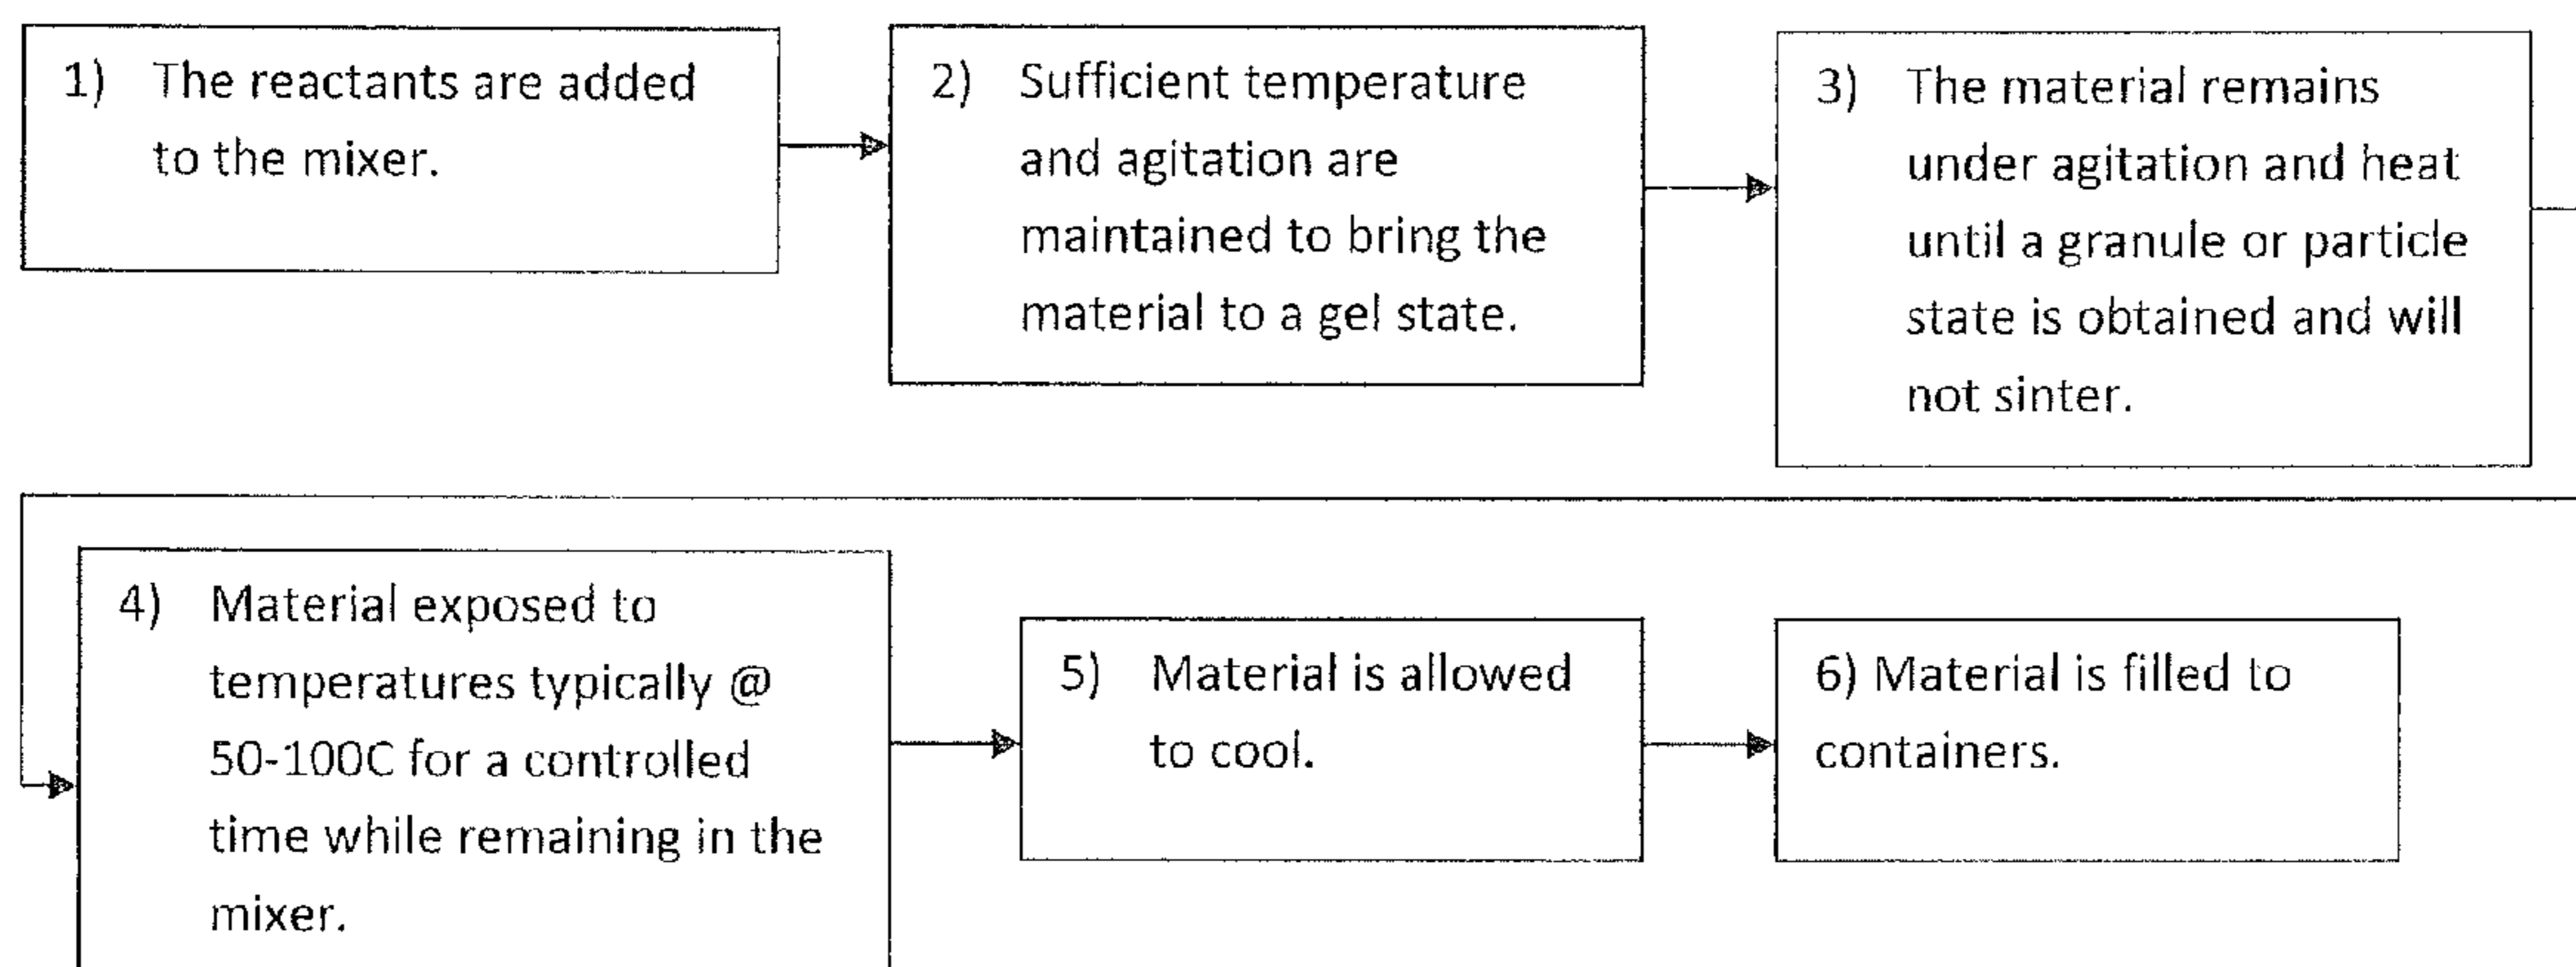 1) The reactants are added
to the mixer.
2) Sufficient temperature
and agitation are
maintained to bring the
material to a gel state.
3) The material remains
under agitation and heat
until a granule or particle
state is obtained and will
not sinter.
4) Material exposed to
temperatures typically @
50-100C for a controlled
time while remaining in the
mixer.
5) Material is allowed
to cool.
6) Material is filled to
containers.